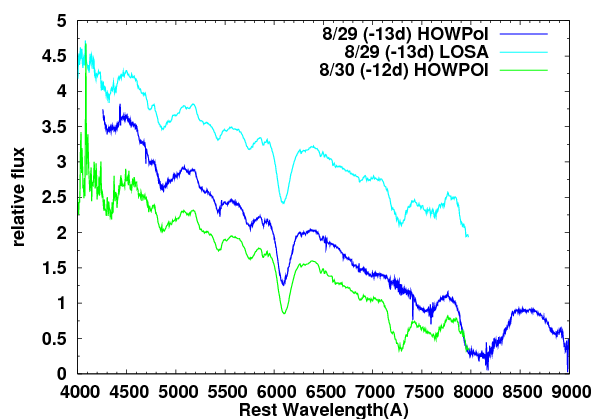 5
4.5
4
3.5
3
2.5
2
1.5
1
0.5
0
relative flux
8/29 (-13d) HOWPol
8/29 (-13d) LOSA
8/30 (-12d) HOWPOl
4000 4500 5000 5500 6000 6500 7000 7500 8000 8500 9000
Rest Wavelength(A)